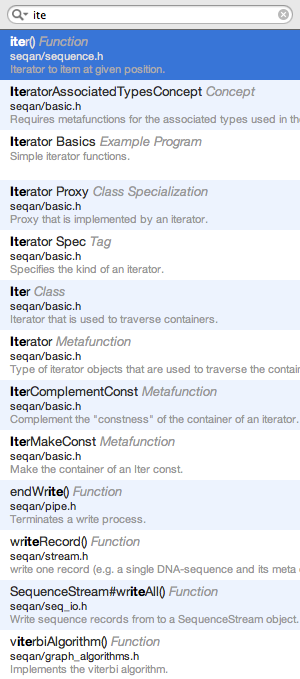 ite
iter() Function
seqan/sequence.h
Iterator to item at given position.
IteratorAssociatedTypesConcept Concept
seqan/basic.h
Requires metafunctions for the associated types used in the
Iterator Basics Example Program
Simple iterator functions.
Iterator Proxy Class Specialization
seqan/basic.h
Proxy that is implemented by an iterator.
Iterator Spec Tag
seqan/basic.h
Specifies the kind of an iterator.
Iter Class
seqan/basic.h
Iterator that is used to traverse containers.
Iterator Metafunction
seqan/basic.h
Type of iterator objects that are used to traverse the contain
IterComplementConst Metafunction
seqan/basic.h
Complement the "constness" of the container of an iterator.
IterMakeConst Metafunction
seqan/basic.h
Make the container of an Iter const.
endWrite() Function
seqan/pipe.h
Terminates a write process.
writeRecord() Function
seqan/stream.h
write one record (e.g. a single DNA-sequence and its meta
SequenceStream#writeAll() Function
seqan/seq_io.h
Write sequence records from to a SequenceStream object.
viterbiAlgorithm() Function
seqan/graph_algorithms.h
Implements the viterbi algorithm.